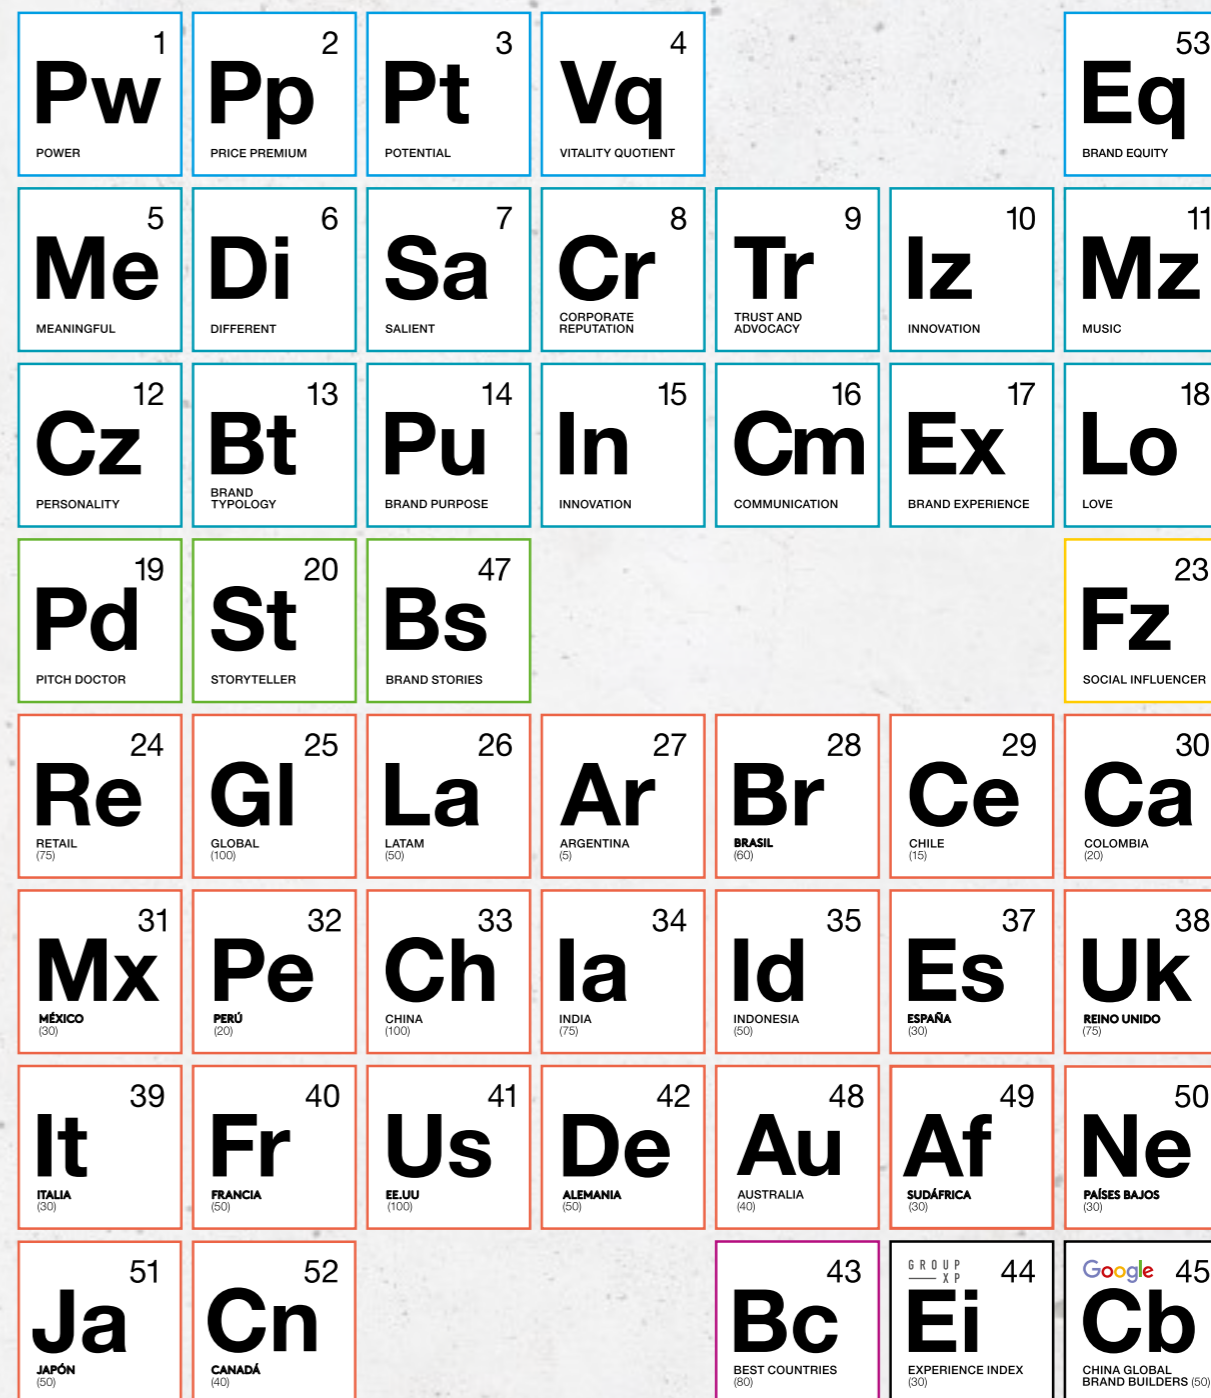 1
Pw
POWER
2
Pp
PRICE PREMIUM
3
Pt
POTENTIAL
4
Vq
VITALITY QUOTIENT
53
Eq
BRAND EQUITY
5
Me
MEANINGFUL
6
Di
DIFFERENT
7
Sa
SALIENT
8
Cr
CORPORATE
REPUTATION
9
Tr
TRUST AND
ADVOCACY
10
Iz
INNOVATION
11
Mz
MUSIC
12
Cz
PERSONALITY
13
Bt
BRAND
TYPOLOGY
14
Pu
BRAND PURPOSE
15
In
INNOVATION
16
Cm
COMMUNICATION
17
Ex
BRAND EXPERIENCE
18
Lo
LOVE
19
Pd
PITCH DOCTOR
20
St
STORYTELLER
47
Bs
BRAND STORIES
23
Fz
SOCIAL INFLUENCER
24
Re
RETAIL
(75)
25
Gl
GLOBAL
(100)
26
La
LATAM
(50)
27
Ar
ARGENTINA
(5)
28
Br
BRASIL
(60)
29
Ce
CHILE
(15)
30
Ca
COLOMBIA
(20)
31
Mx
MÉXICO
(30)
32
Pe
PERÚ
(20)
33
Ch
CHINA
(100)
34
Ia
INDIA
(75)
35
Id
INDONESIA
(50)
37
Es
ESPAÑA
(30)
38
Uk
REINO UNIDO
(75)
39
It
ITALIA
(30)
40
Fr
FRANCIA
(50)
41
Us
EE.UU
(100)
42
De
ALEMANIA
(50)
48
Au
AUSTRALIA
(40)
49
Af
SUDÁFRICA
(30)
50
Ne
PAÍSES BAJOS
(30)
51
Ja
JAPÓN
(50)
52
Cn
CANADÁ
(40)
43
Bc
BEST COUNTRIES
(80)
GROUP
XP
44
Ei
EXPERIENCE INDEX
(30)
Google 45
Cb
CHINA GLOBAL
BRAND BUILDERS (50)